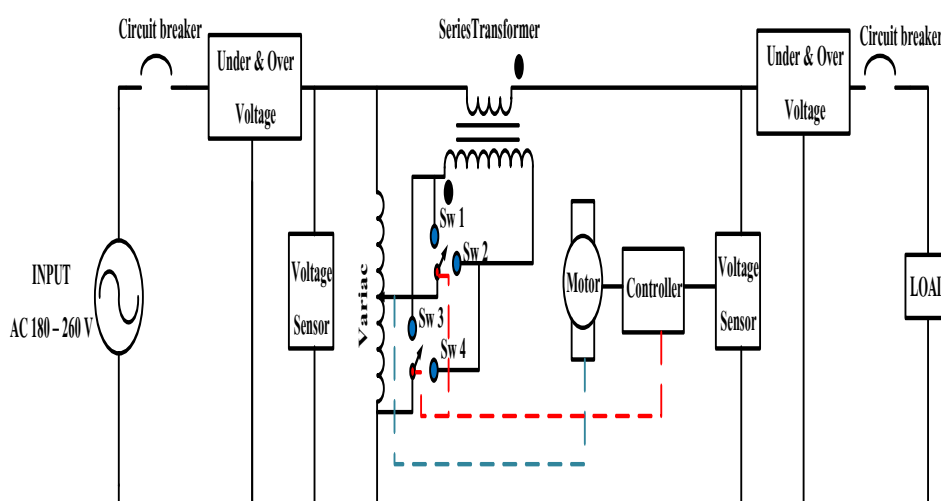 Circuit breaker
SeriesTransformer
Circuit breaker
Under & Over
Voltage
Under & Over
Voltage
Sw 1
Sw 2
INPUT
AC 180 – 260 V
Voltage
Sensor
Variac
Sw 3
Sw 4
Motor
Controller
Voltage
Sensor
LOAI